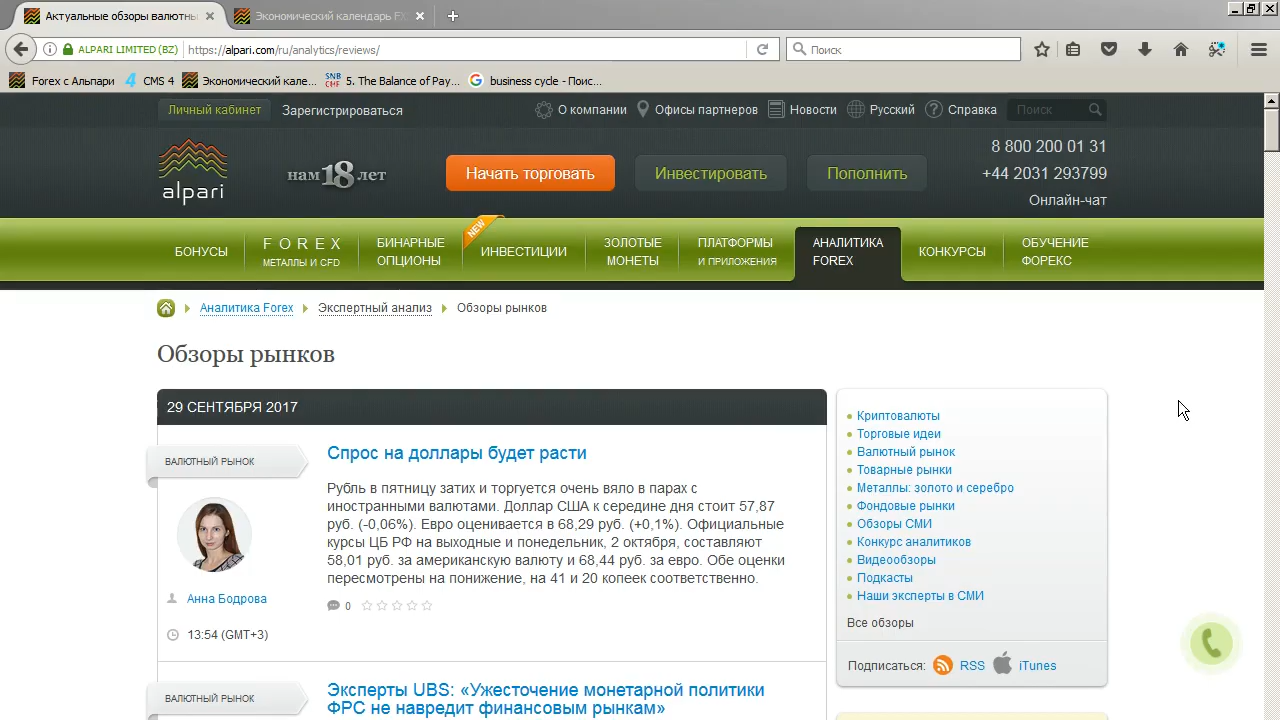 Актуальные обзоры валютны
Экономический календарь FX
ALPARI LIMITED (BZ)
https://alpari.com/ru/analytics/reviews/
Поиск
Forex с Альпари
CMS 4
Экономический кале...
SNB
5. The Balance of Pay...
business cycle - Поис...
Личный кабинет
Зарегистрироваться
О компании
Офисы партнеров
Новости
Русский
Справка
Поиск
alpari
нам 18 лет
Начать торговать
Инвестировать
Пополнить
8 800 200 01 31
+44 2031 293799
Онлайн-чат
БОНУСЫ
FOREX
МЕТАЛЛЫ И CFD
БИНАРНЫЕ
ОПЦИОНЫ
NEW
ИНВЕСТИЦИИ
ЗОЛОТЫЕ
МОНЕТЫ
ПЛАТФОРМЫ
И ПРИЛОЖЕНИЯ
АНАЛИТИКА
FOREX
КОНКУРСЫ
ОБУЧЕНИЕ
ФОРЕКС
Аналитика Forex
Экспертный анализ
Обзоры рынков
Обзоры рынков
29 СЕНТЯБРЯ 2017
ВАЛЮТНЫЙ РЫНОК
Анна Бодрова
13:54 (GMT+3)
Спрос на доллары будет расти
Рубль в пятницу затих и торгуется очень вяло в парах с
иностранными валютами. Доллар США к середине дня стоит 57,87
руб. (-0,06%). Евро оценивается в 68,29 руб. (+0,1%). Официальные
курсы ЦБ РФ на выходные и понедельник, 2 октября, составляют
58,01 руб. за американскую валюту и 68,44 руб. за евро. Обе оценки
пересмотрены на понижение, на 41 и 20 копеек соответственно.
0
ВАЛЮТНЫЙ РЫНОК
Эксперты UBS: «Ужесточение монетарной политики
ФРС не навредит финансовым рынкам»
Криптовалюты
Торговые идеи
Валютный рынок
Товарные рынки
Металлы: золото и серебро
Фондовые рынки
Обзоры СМИ
Конкурс аналитиков
Видеообзоры
Подкасты
Наши эксперты в СМИ
Все обзоры
Подписаться:
RSS
iTunes